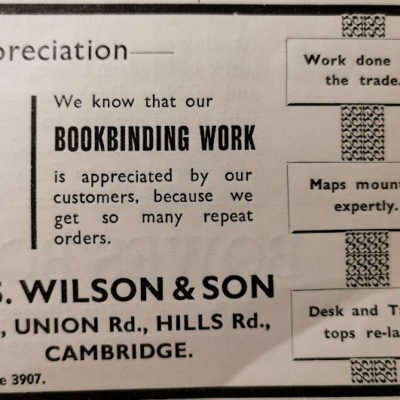 preciation
We know that our
BOOKBINDING WORK
is appreciated by our
customers, because we
get so many repeat
orders.
S. WILSON & SON
, UNION Rd., HILLS Rd.,
CAMBRIDGE.
e 3907.
Work done
the trade.
Maps moun
expertly.
Desk and T
tops re-la